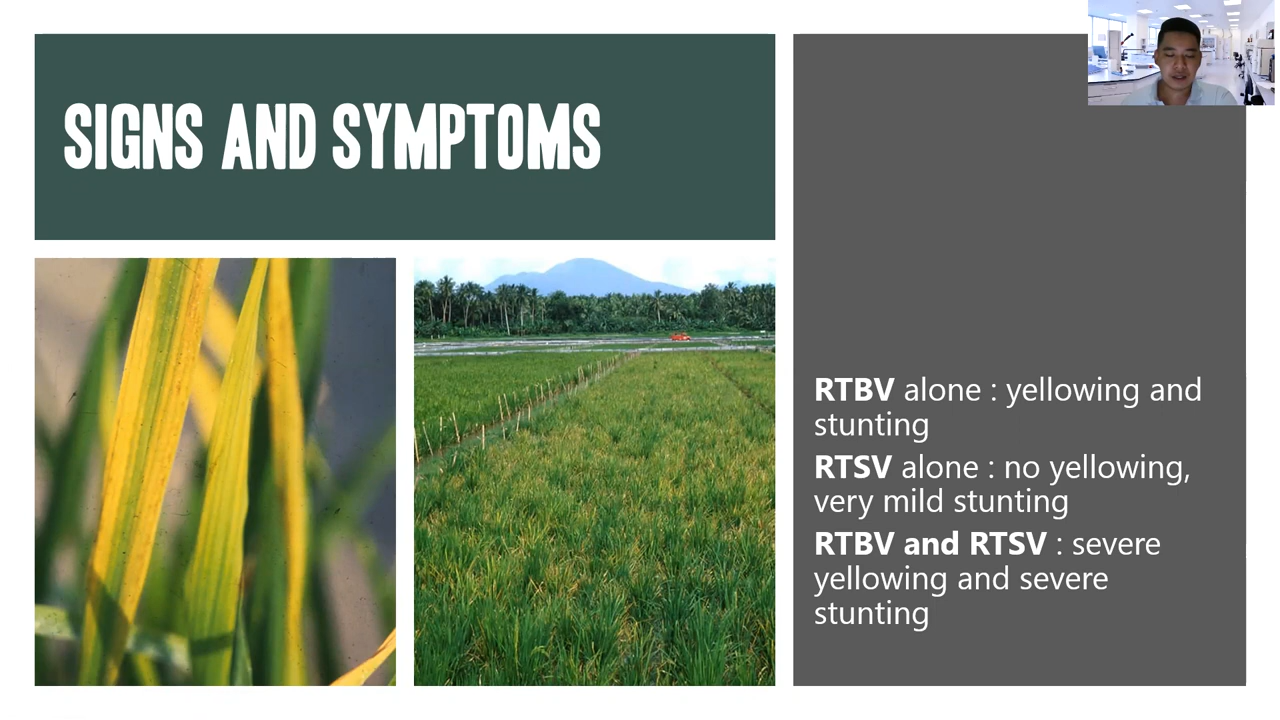 SIGNS AND SYMPTOMS
RTBV alone : yellowing and
stunting
RTSV alone : no yellowing,
very mild stunting
RTBV and RTSV : severe
yellowing and severe
stunting